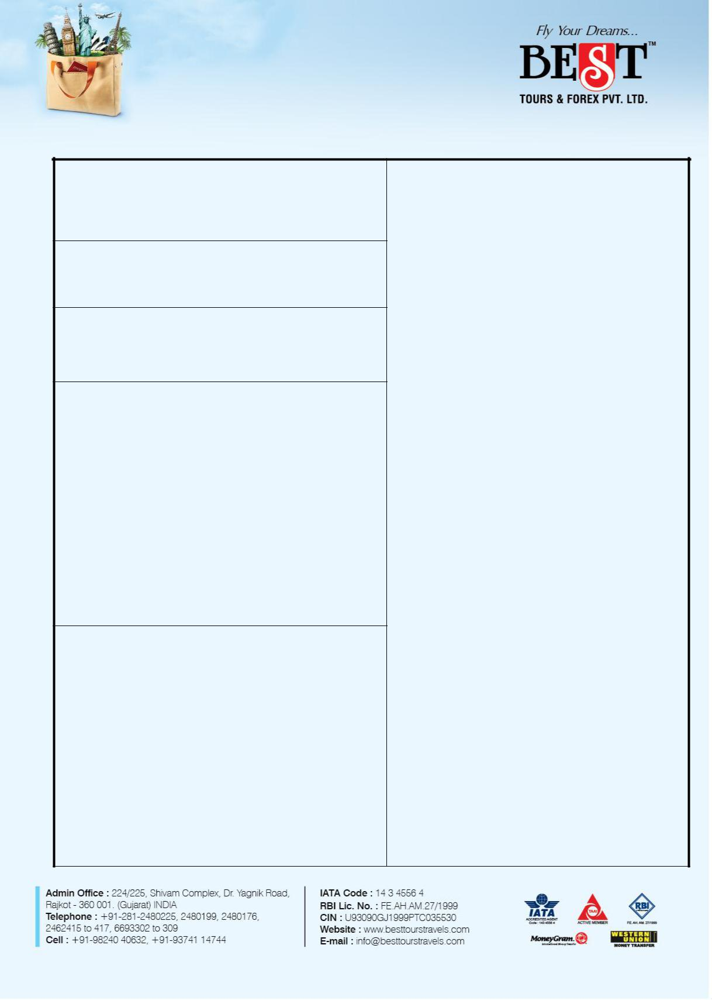 Fly Your Dreams...
BEST™
TOURS & FOREX PVT. LTD.
Admin Office : 224/225, Shivam Complex, Dr. Yagnik Road,
Rajkot - 360 001. (Gujarat) INDIA
Telephone : +91-281-2480225, 2480199, 2480176,
2462415 to 417, 6693302 to 309
Cell : +91-98240 40632, +91-93741 14744
IATA Code : 14 3 4556 4
RBI Lic. No. : FE.AH.AM.27/1999
CIN : U93090GJ1999PTC035530
Website : www.besttourstravels.com
E-mail : info@besttourstravels.com
IATA
ACCREDITED AGENT
Code : 143 4556 4
TAAI
ACTIVE MEMBER
RBI
FE. AH. AM. 27/1999
MoneyGram.
International Money Transfer
WESTERN
UNION
MONEY TRANSFER